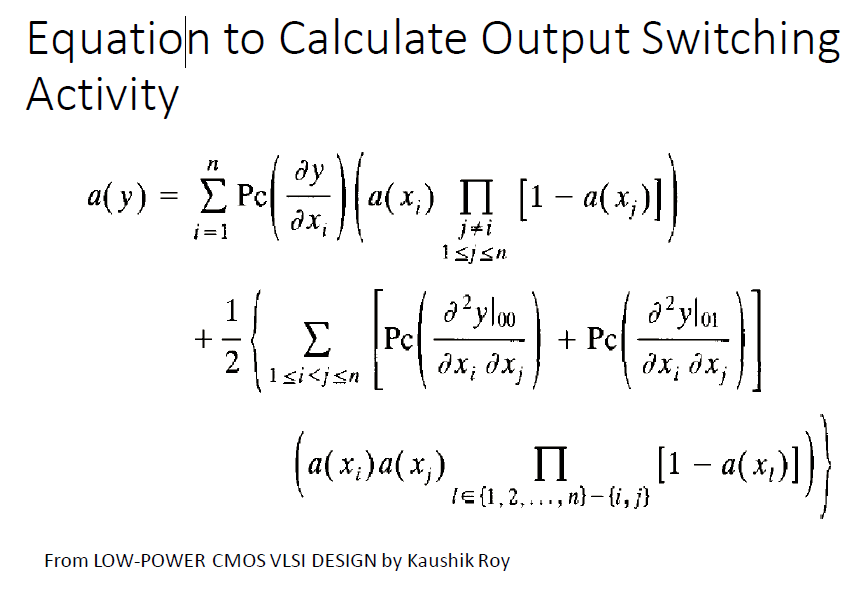 Equation to Calculate Output Switching
Activity
a(y) = ∑_{i=1}^{n} Pc(∂y/∂x_i) (a(x_i) ∏_{j≠i, 1≤j≤n} [1 − a(x_j)])
+ 1/2 { ∑_{1≤i<j≤n} [Pc(∂²y|₀₀/∂x_i ∂x_j) + Pc(∂²y|₀₁/∂x_i ∂x_j)]
(a(x_i)a(x_j) ∏_{l∈{1,2,...,n}−{i,j}} [1 − a(x_l)]) }
From LOW-POWER CMOS VLSI DESIGN by Kaushik Roy